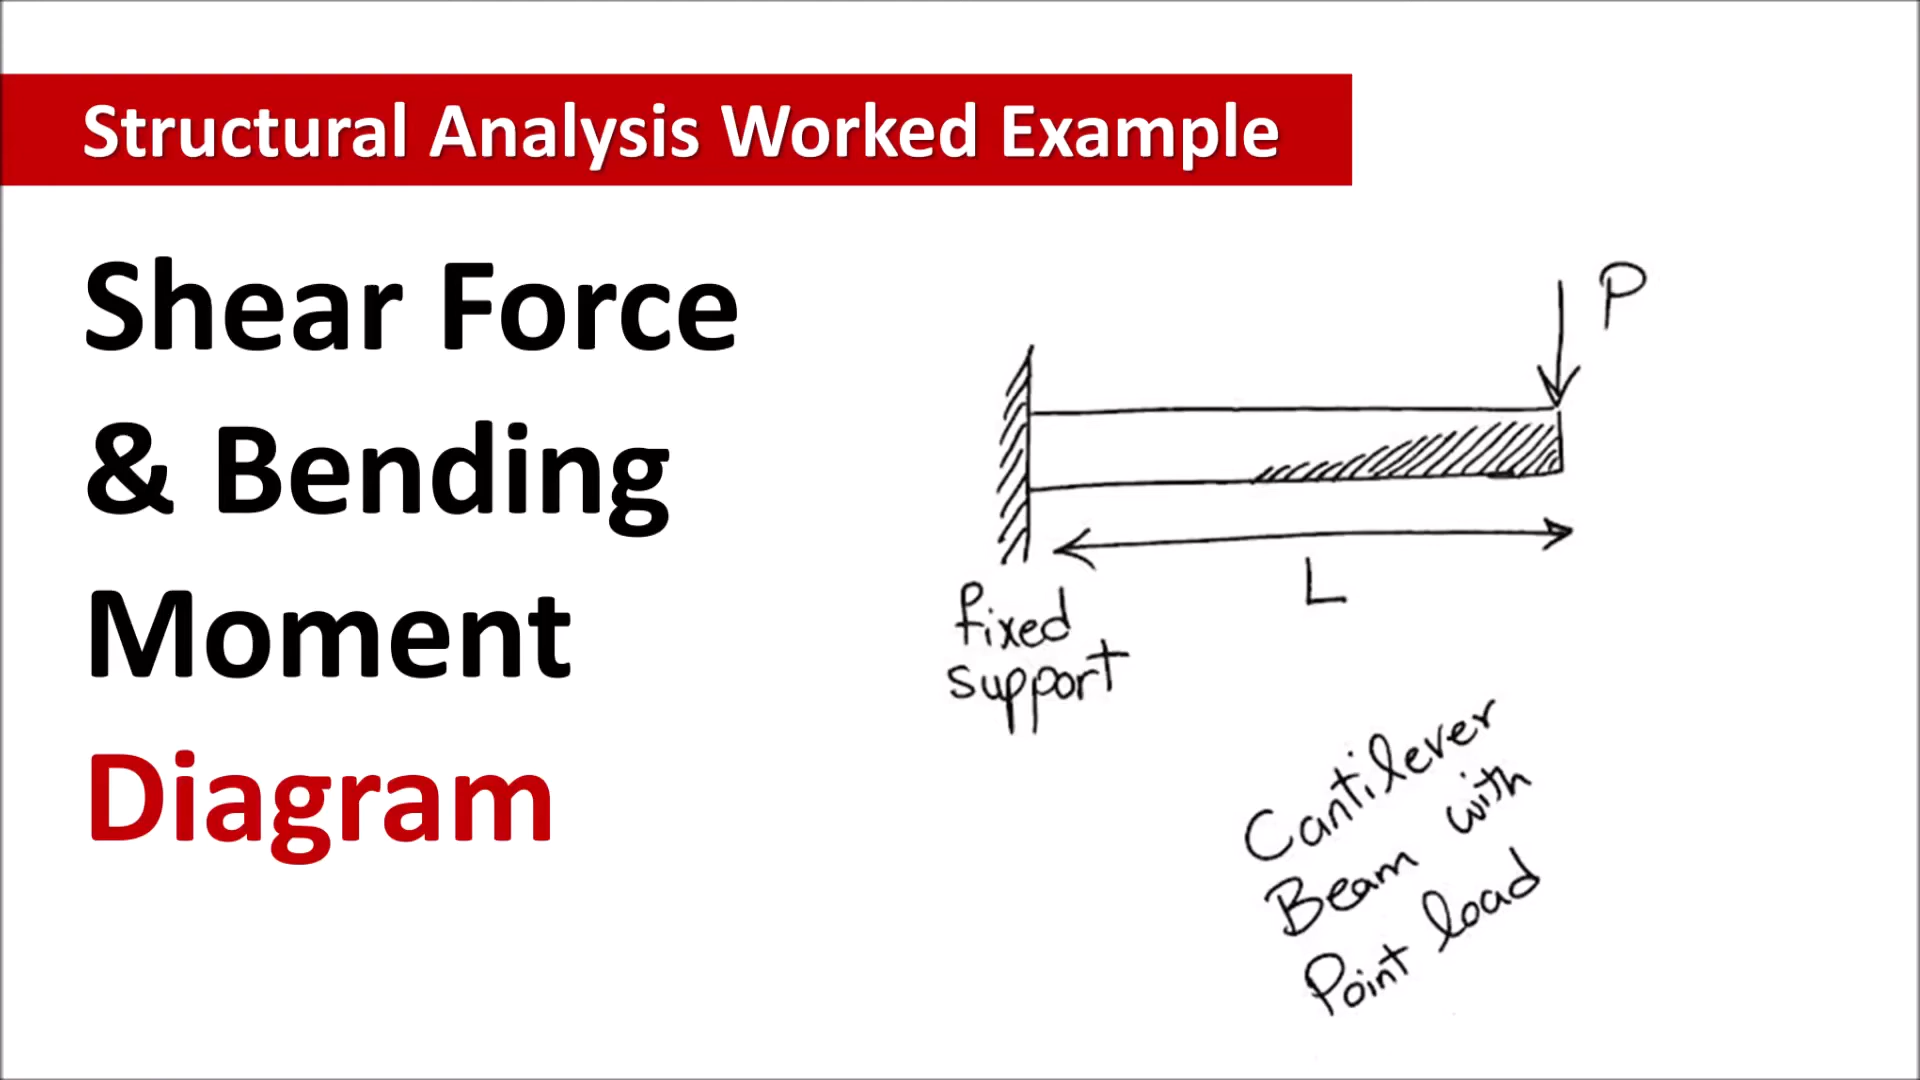 Structural Analysis Worked Example
Shear Force
& Bending
Moment
Diagram
P
L
fixed
support
Cantilever
Beam with
Point load